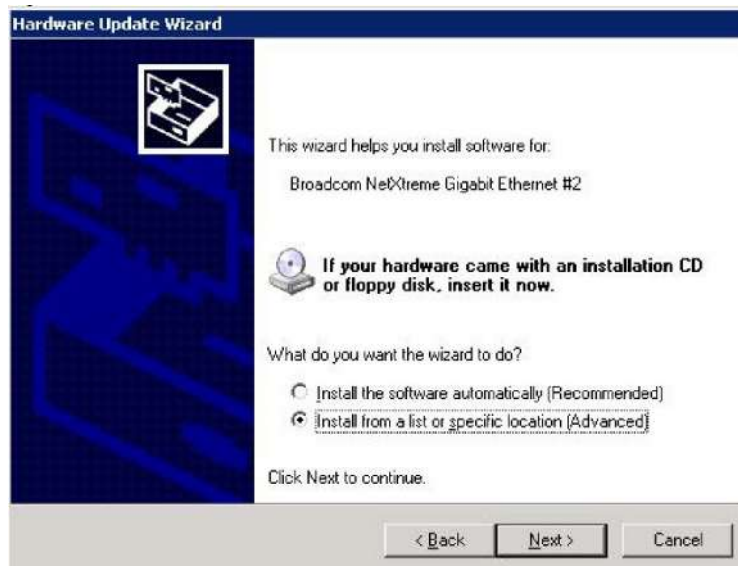 Hardware Update Wizard
This wizard helps you install software for:
Broadcom NetXtreme Gigabit Ethernet #2
If your hardware came with an installation CD
or floppy disk, insert it now.
What do you want the wizard to do?
Install the software automatically (Recommended)
Install from a list or specific location (Advanced)
Click Next to continue.
< Back Next > Cancel